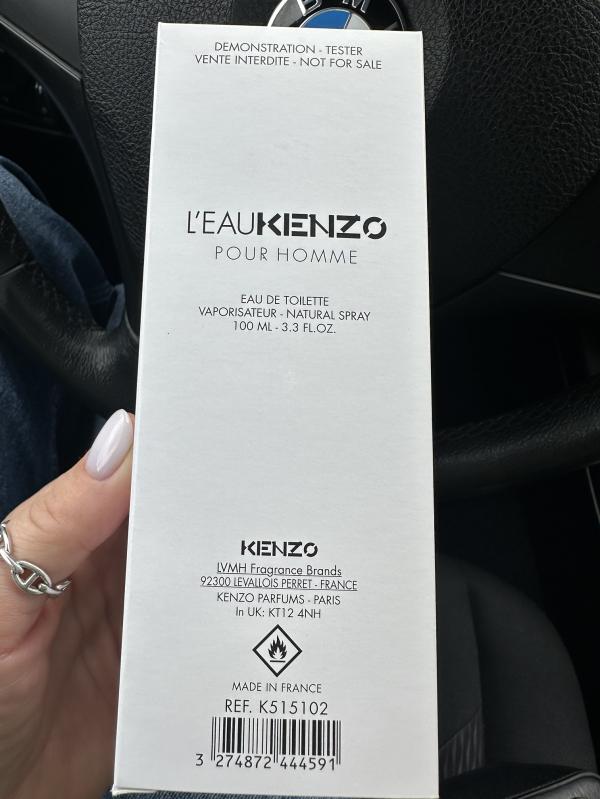 DEMONSTRATION - TESTER
VENTE INTERDITE - NOT FOR SALE
L'EAUKENZO
POUR HOMME
EAU DE TOILETTE
VAPORISATEUR - NATURAL SPRAY
100 ML - 3.3 FL.OZ.
KENZO
LVMH Fragrance Brands
92300 LEVALLOIS PERRET - FRANCE
KENZO PARFUMS - PARIS
In UK: KT12 4NH
MADE IN FRANCE
REF. K515102
3 274872 444591